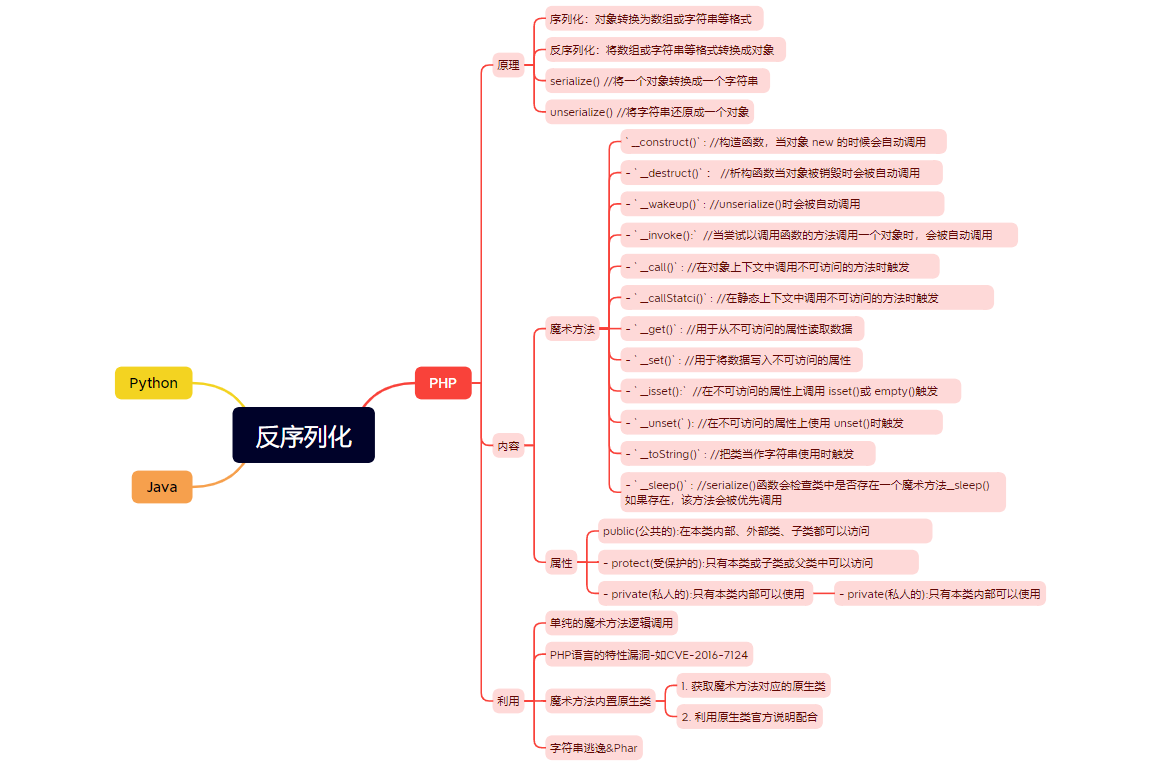 序列化：对象转换为数组或字符串等格式
反序列化：将数组或字符串等格式转换成对象
原理
serialize() //将一个对象转换成一个字符串
unserialize() //将字符串还原成一个对象
` __construct()` : //构造函数，当对象 new 的时候会自动调用
- ` __destruct()` ： //析构函数当对象被销毁时会被自动调用
- ` __wakeup()` : //unserialize()时会被自动调用
- ` __invoke():` //当尝试以调用函数的方法调用一个对象时，会被自动调用
- ` __call()` : //在对象上下文中调用不可访问的方法时触发
- ` __callStatci()` : //在静态上下文中调用不可访问的方法时触发
魔术方法
- ` __get()` : //用于从不可访问的属性读取数据
- ` __set()` : //用于将数据写入不可访问的属性
- ` __isset():` //在不可访问的属性上调用 isset()或 empty()触发
- ` __unset(` ): //在不可访问的属性上使用 unset()时触发
- ` __toString()` : //把类当作字符串使用时触发
- ` __sleep()` : //serialize()函数会检查类中是否存在一个魔术方法__sleep()
如果存在，该方法会被优先调用
Python
PHP
反序列化
内容
Java
public(公共的):在本类内部、外部类、子类都可以访问
属性
- protect(受保护的):只有本类或子类或父类中可以访问
- private(私人的):只有本类内部可以使用
- private(私人的):只有本类内部可以使用
单纯的魔术方法逻辑调用
PHP语言的特性漏洞-如CVE-2016-7124
利用
魔术方法内置原生类
1. 获取魔术方法对应的原生类
2. 利用原生类官方说明配合
字符串逃逸&Phar